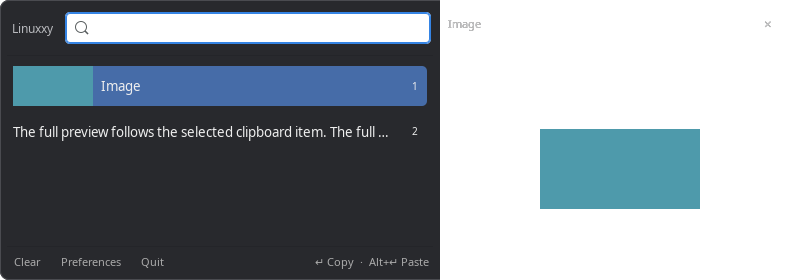 Linuxxy
Image 1
The full preview follows the selected clipboard item. The full ... 2
Clear Preferences Quit ↵ Copy · Alt+↵ Paste
Image ×